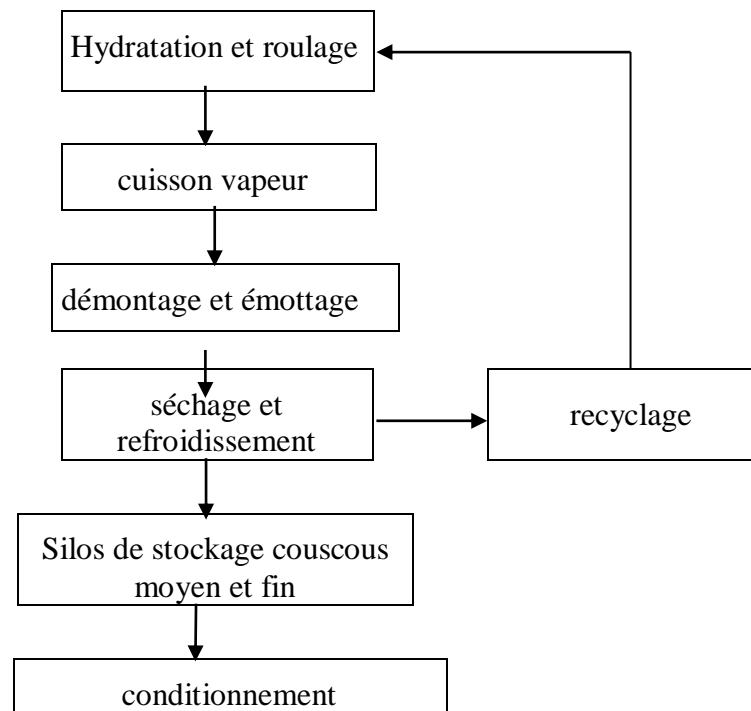 Hydratation et roulage
cuisson vapeur
démontage et émottage
séchage et
refroidissement
recyclage
Silos de stockage couscous
moyen et fin
conditionnement